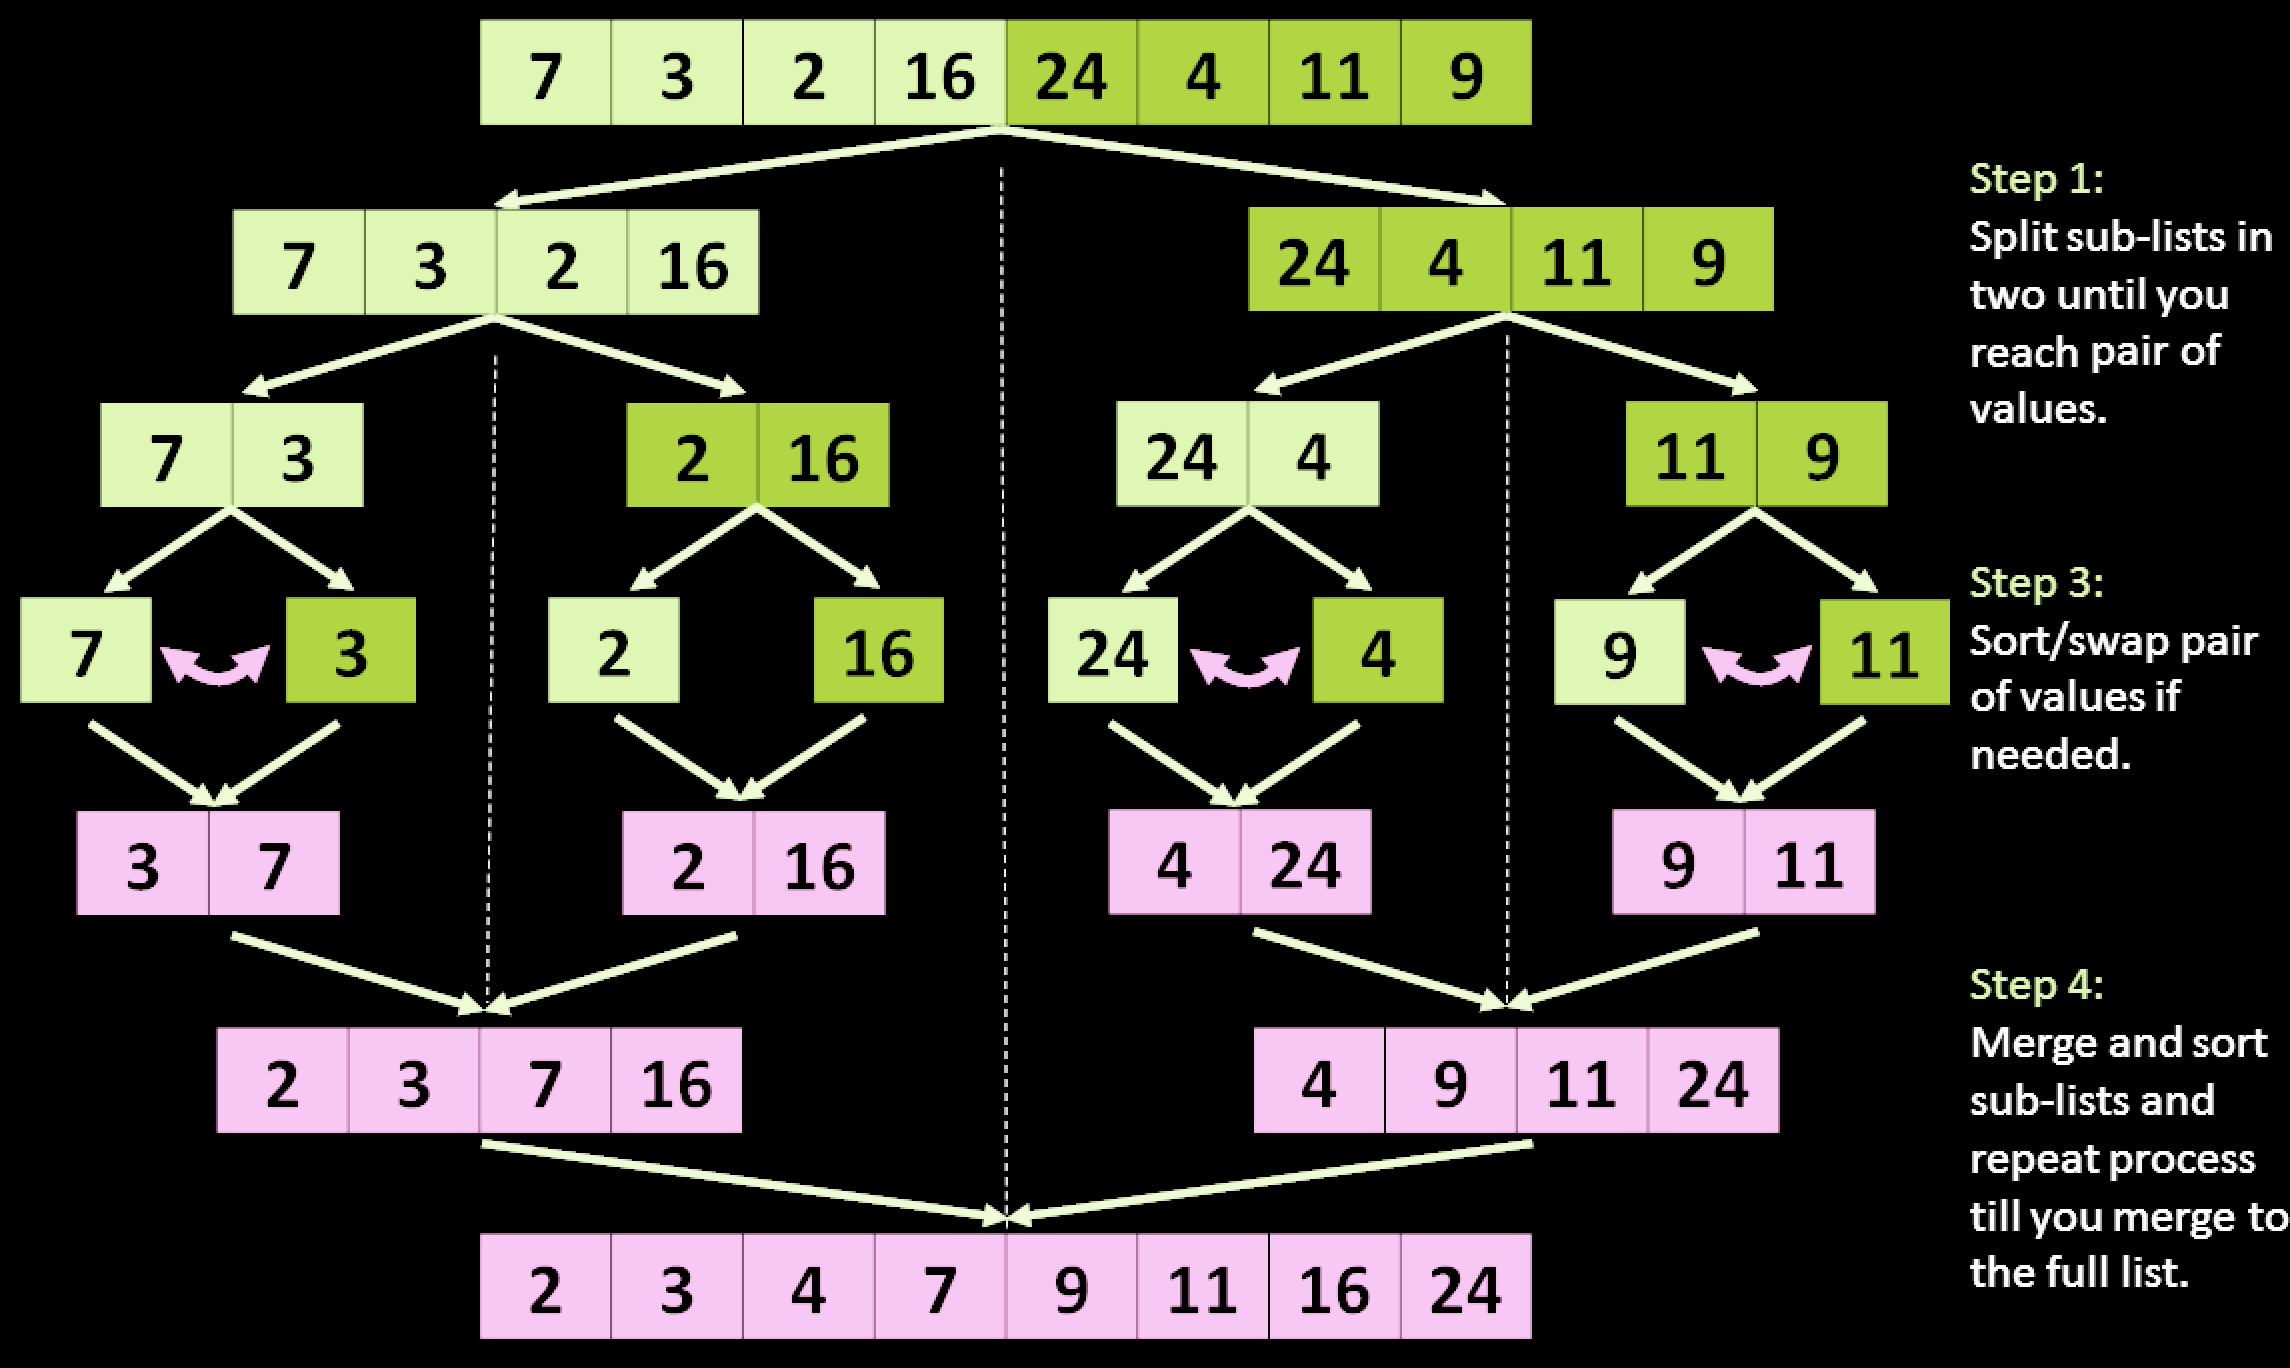 7 3 2 16 24 4 11 9
7 3 2 16 24 4 11 9
Step 1:
Split sub-lists in
two until you
reach pair of
values.
7 3 2 16 24 4 11 9
7 3 2 16 24 4 9 11
Step 3:
Sort/swap pair
of values if
needed.
3 7 2 16 4 24 9 11
2 3 7 16 4 9 11 24
Step 4:
Merge and sort
sub-lists and
repeat process
till you merge to
the full list.
2 3 4 7 9 11 16 24